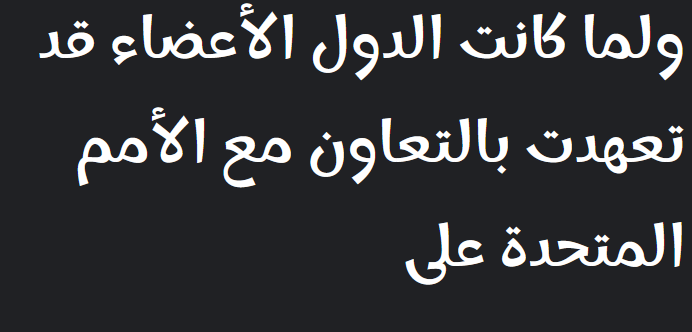 ولما كانت الدول الأعضاء قد
تعهدت بالتعاون مع الأمم
المتحدة على